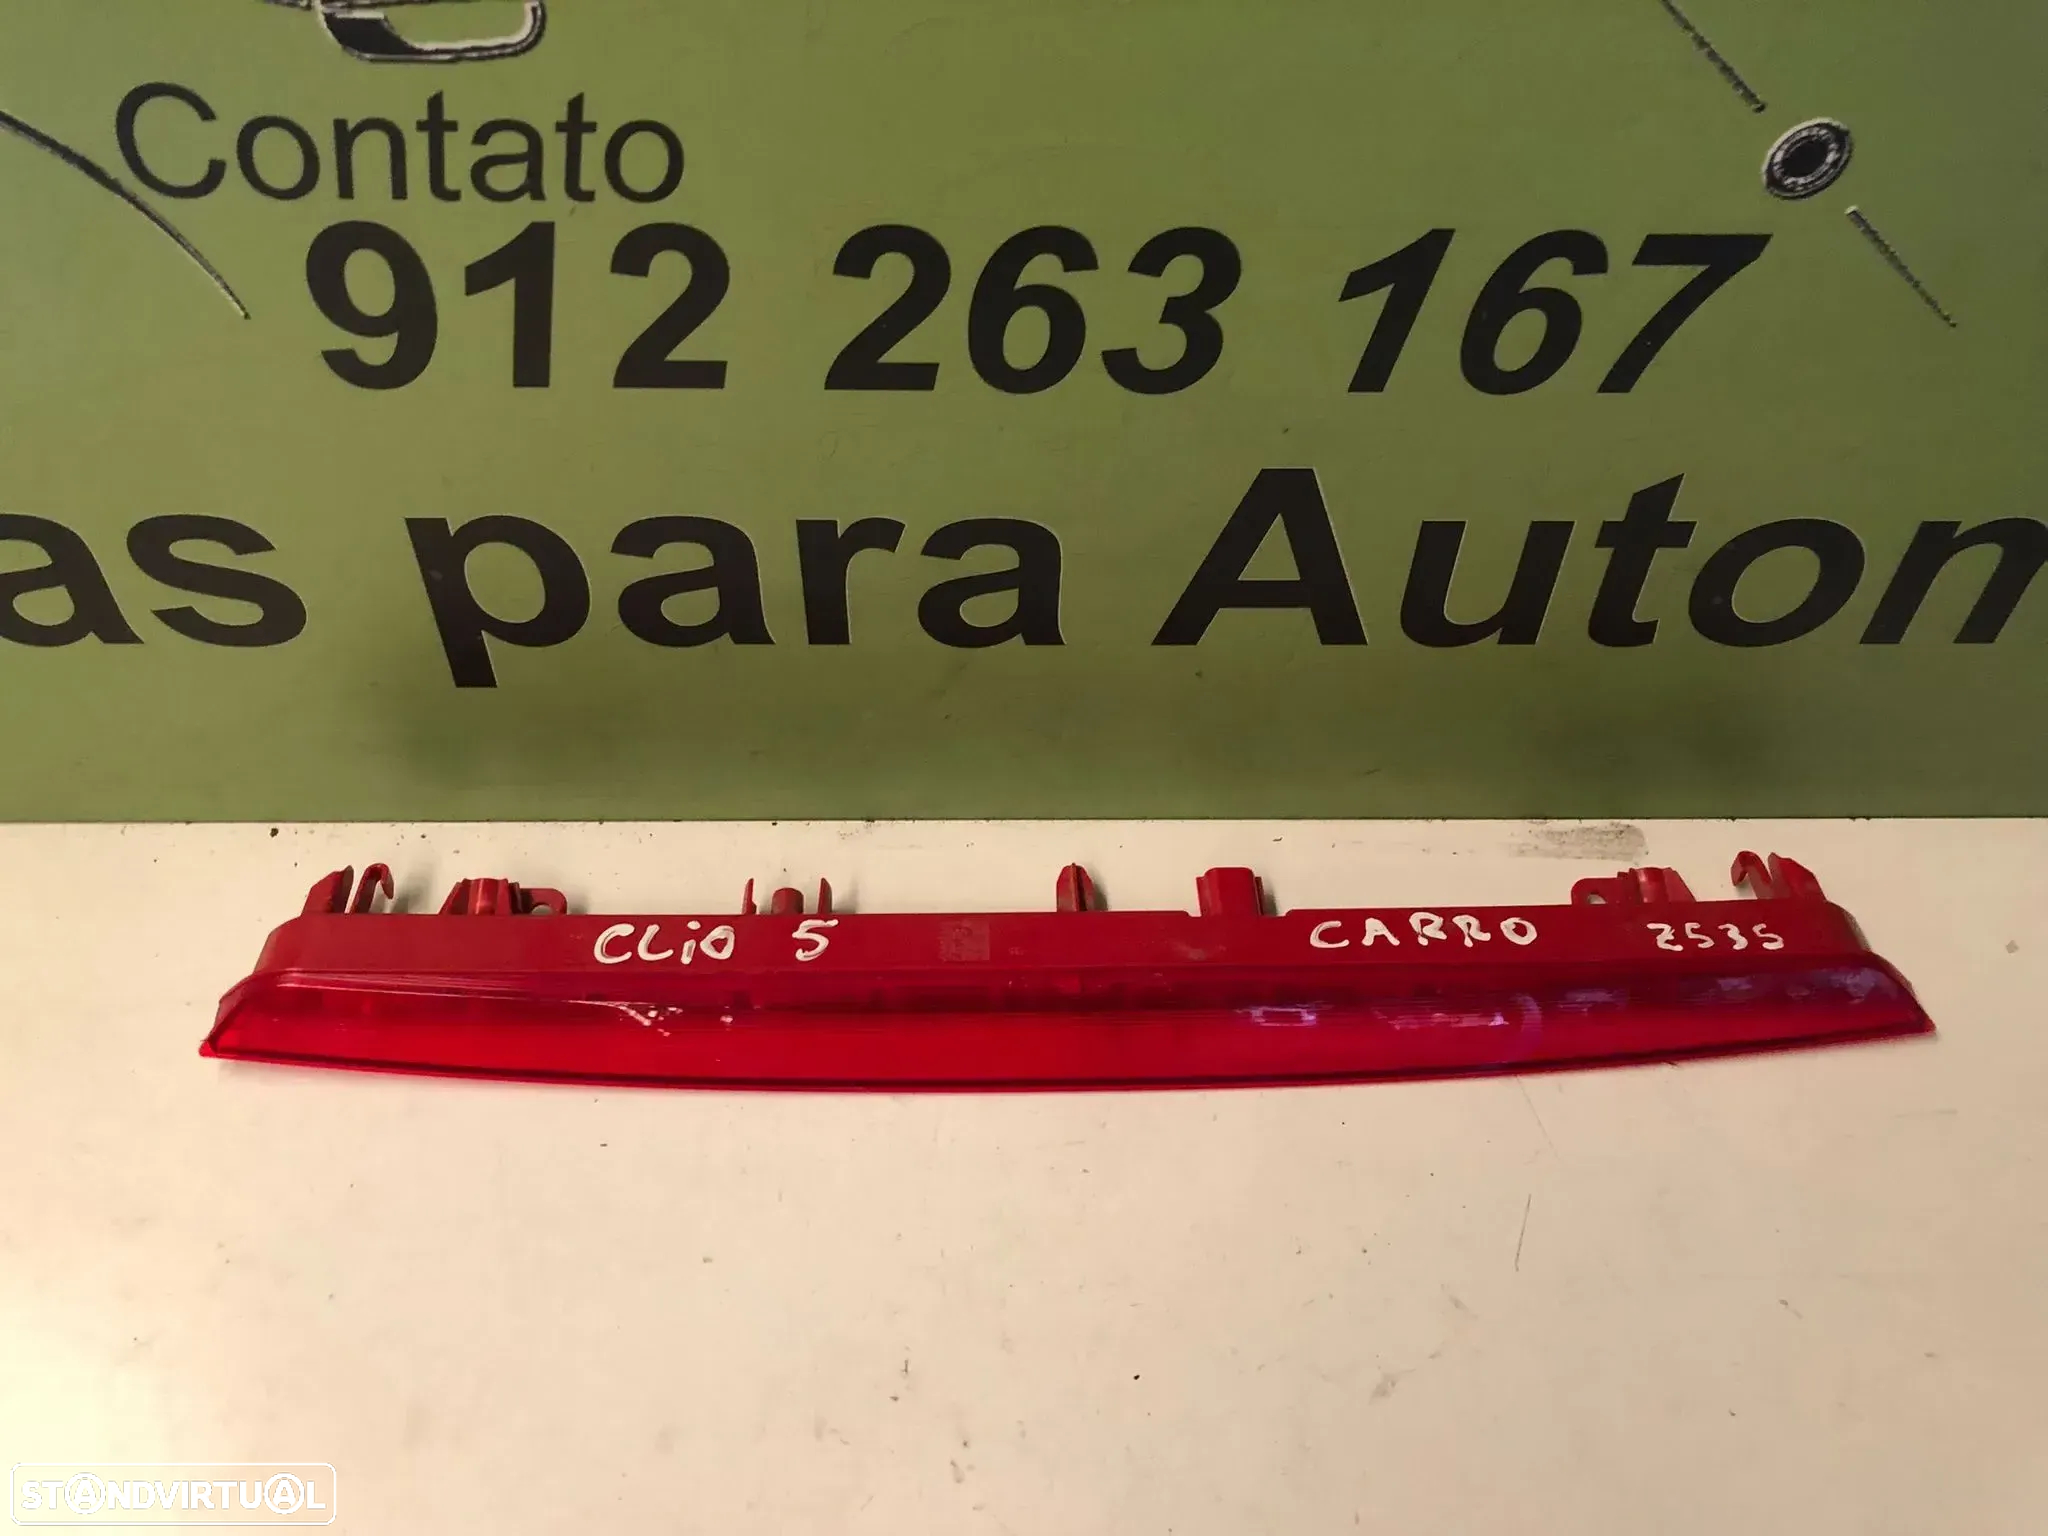 Contato
912 263 167
as para Autom
CLiO 5 CARRO 2535
STANDVIRTUAL